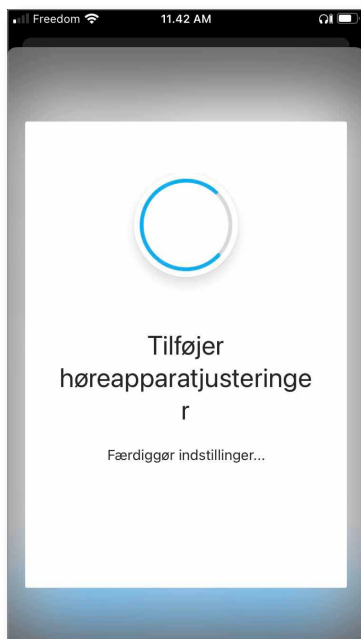 Freedom 11.42 AM
Tilføjer
høreapparatjusteringe
r
Færdiggør indstillinger...